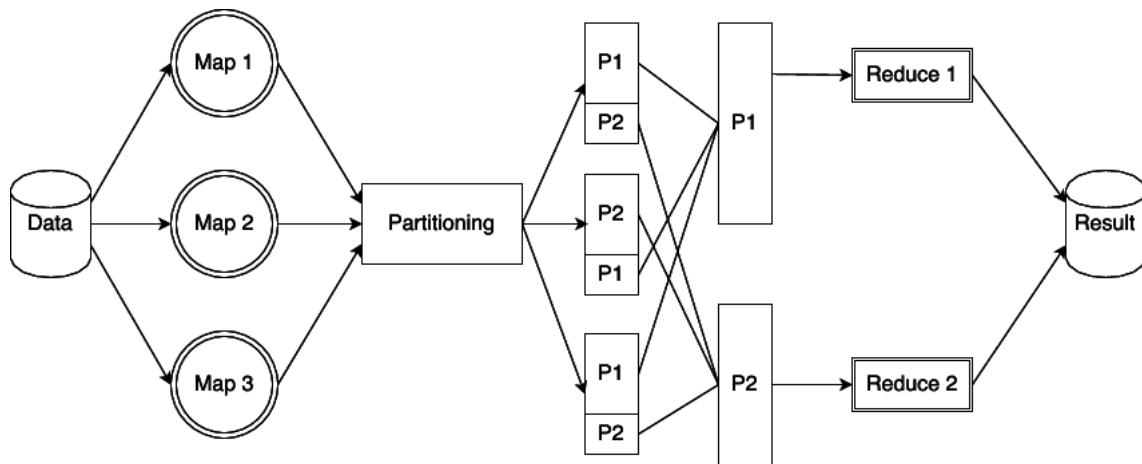 Data
Map 1
Map 2
Map 3
Partitioning
P1
P2
P2
P1
P1
P2
P1
P2
Reduce 1
Reduce 2
Result